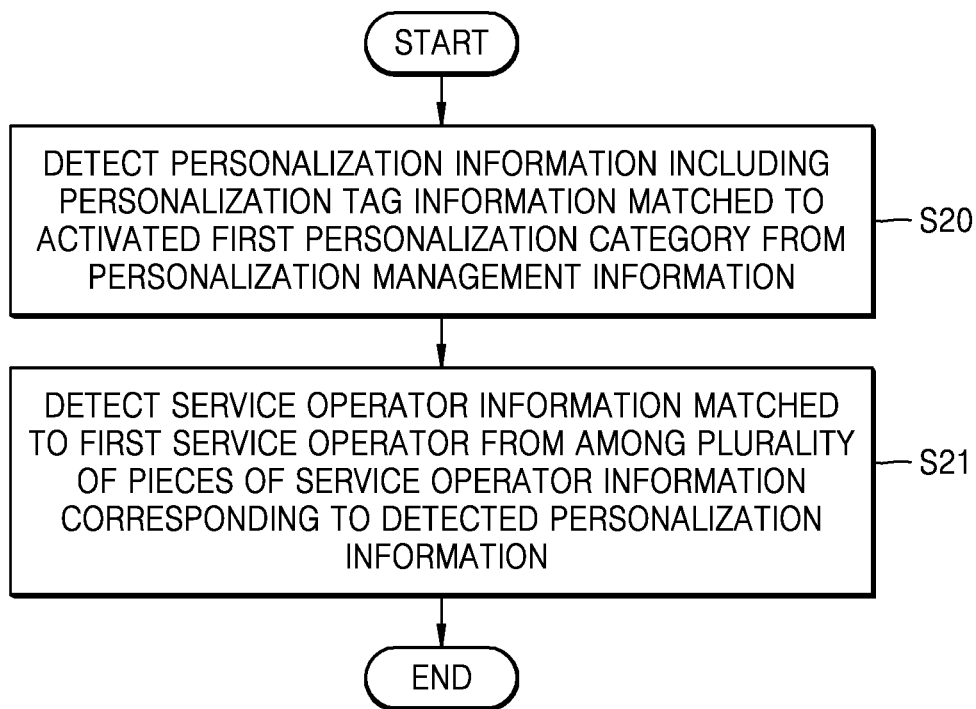 START
DETECT PERSONALIZATION INFORMATION INCLUDING
PERSONALIZATION TAG INFORMATION MATCHED TO
ACTIVATED FIRST PERSONALIZATION CATEGORY FROM
PERSONALIZATION MANAGEMENT INFORMATION
S20
DETECT SERVICE OPERATOR INFORMATION MATCHED
TO FIRST SERVICE OPERATOR FROM AMONG PLURALITY
OF PIECES OF SERVICE OPERATOR INFORMATION
CORRESPONDING TO DETECTED PERSONALIZATION
INFORMATION
S21
END